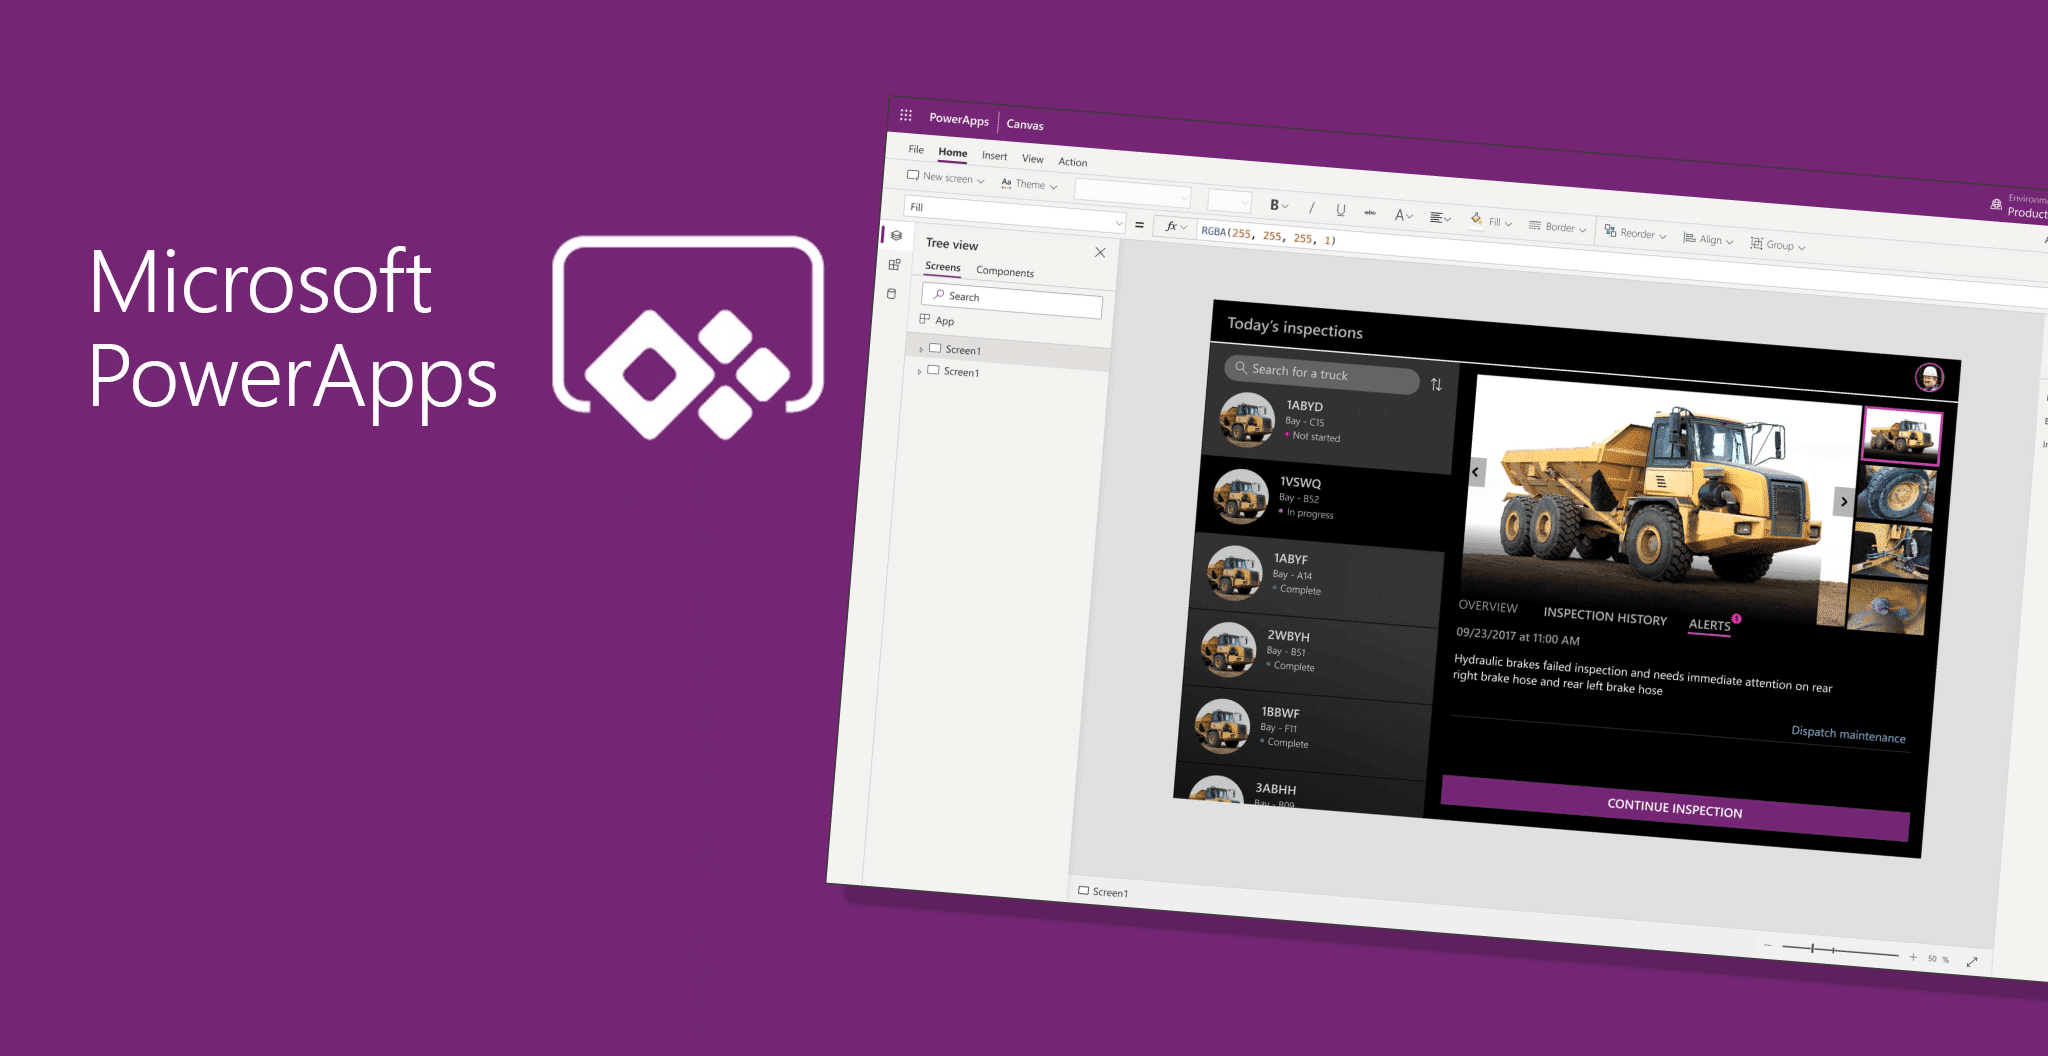 Microsoft
PowerApps
PowerApps | Canvas
File Home Insert View Action
New screen Theme
B / U abc A Fill Border Reorder Align Group
Product
Fill = fx RGBA(255, 255, 255, 1)
Tree view
Screens Components
Search
App
Screen1
Screen1
Today's inspections
Search for a truck
1ABYD
Bay - C15
Not started
1VSWQ
Bay - B52
In progress
1ABYF
Bay - A14
Complete
2WBYH
Bay - B51
Complete
1BBWF
Bay - F11
Complete
3ABHH
Bay - B09
OVERVIEW INSPECTION HISTORY ALERTS 1
09/23/2017 at 11:00 AM
Hydraulic brakes failed inspection and needs immediate attention on rear
right brake hose and rear left brake hose
Dispatch maintenance
CONTINUE INSPECTION
Screen1
50 %